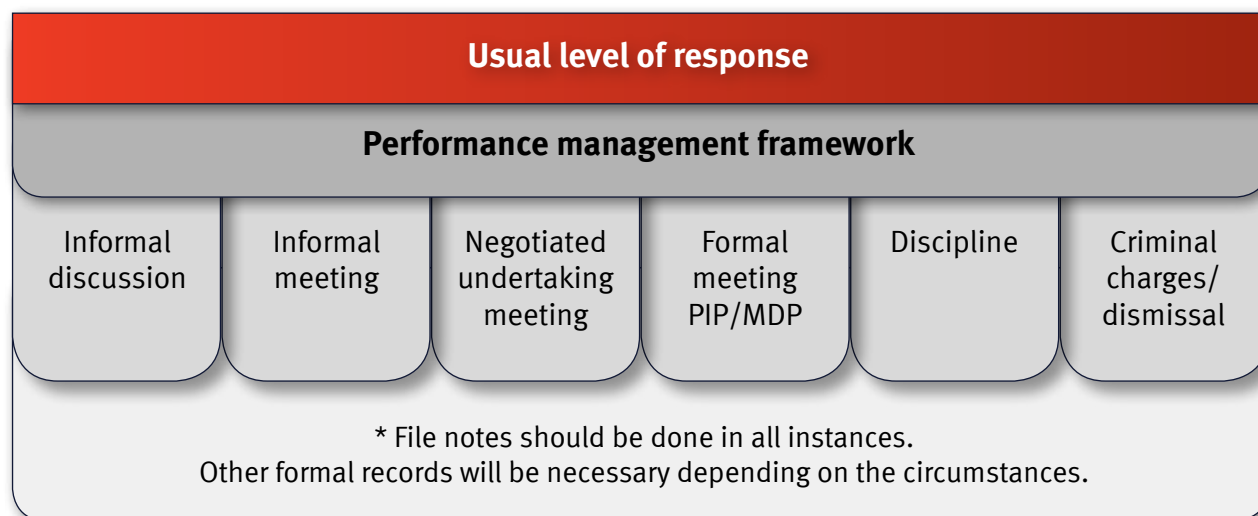 Usual level of response
Performance management framework
Informal
discussion
Informal
meeting
Negotiated
undertaking
meeting
Formal
meeting
PIP/MDP
Discipline
Criminal
charges/
dismissal
* File notes should be done in all instances.
Other formal records will be necessary depending on the circumstances.